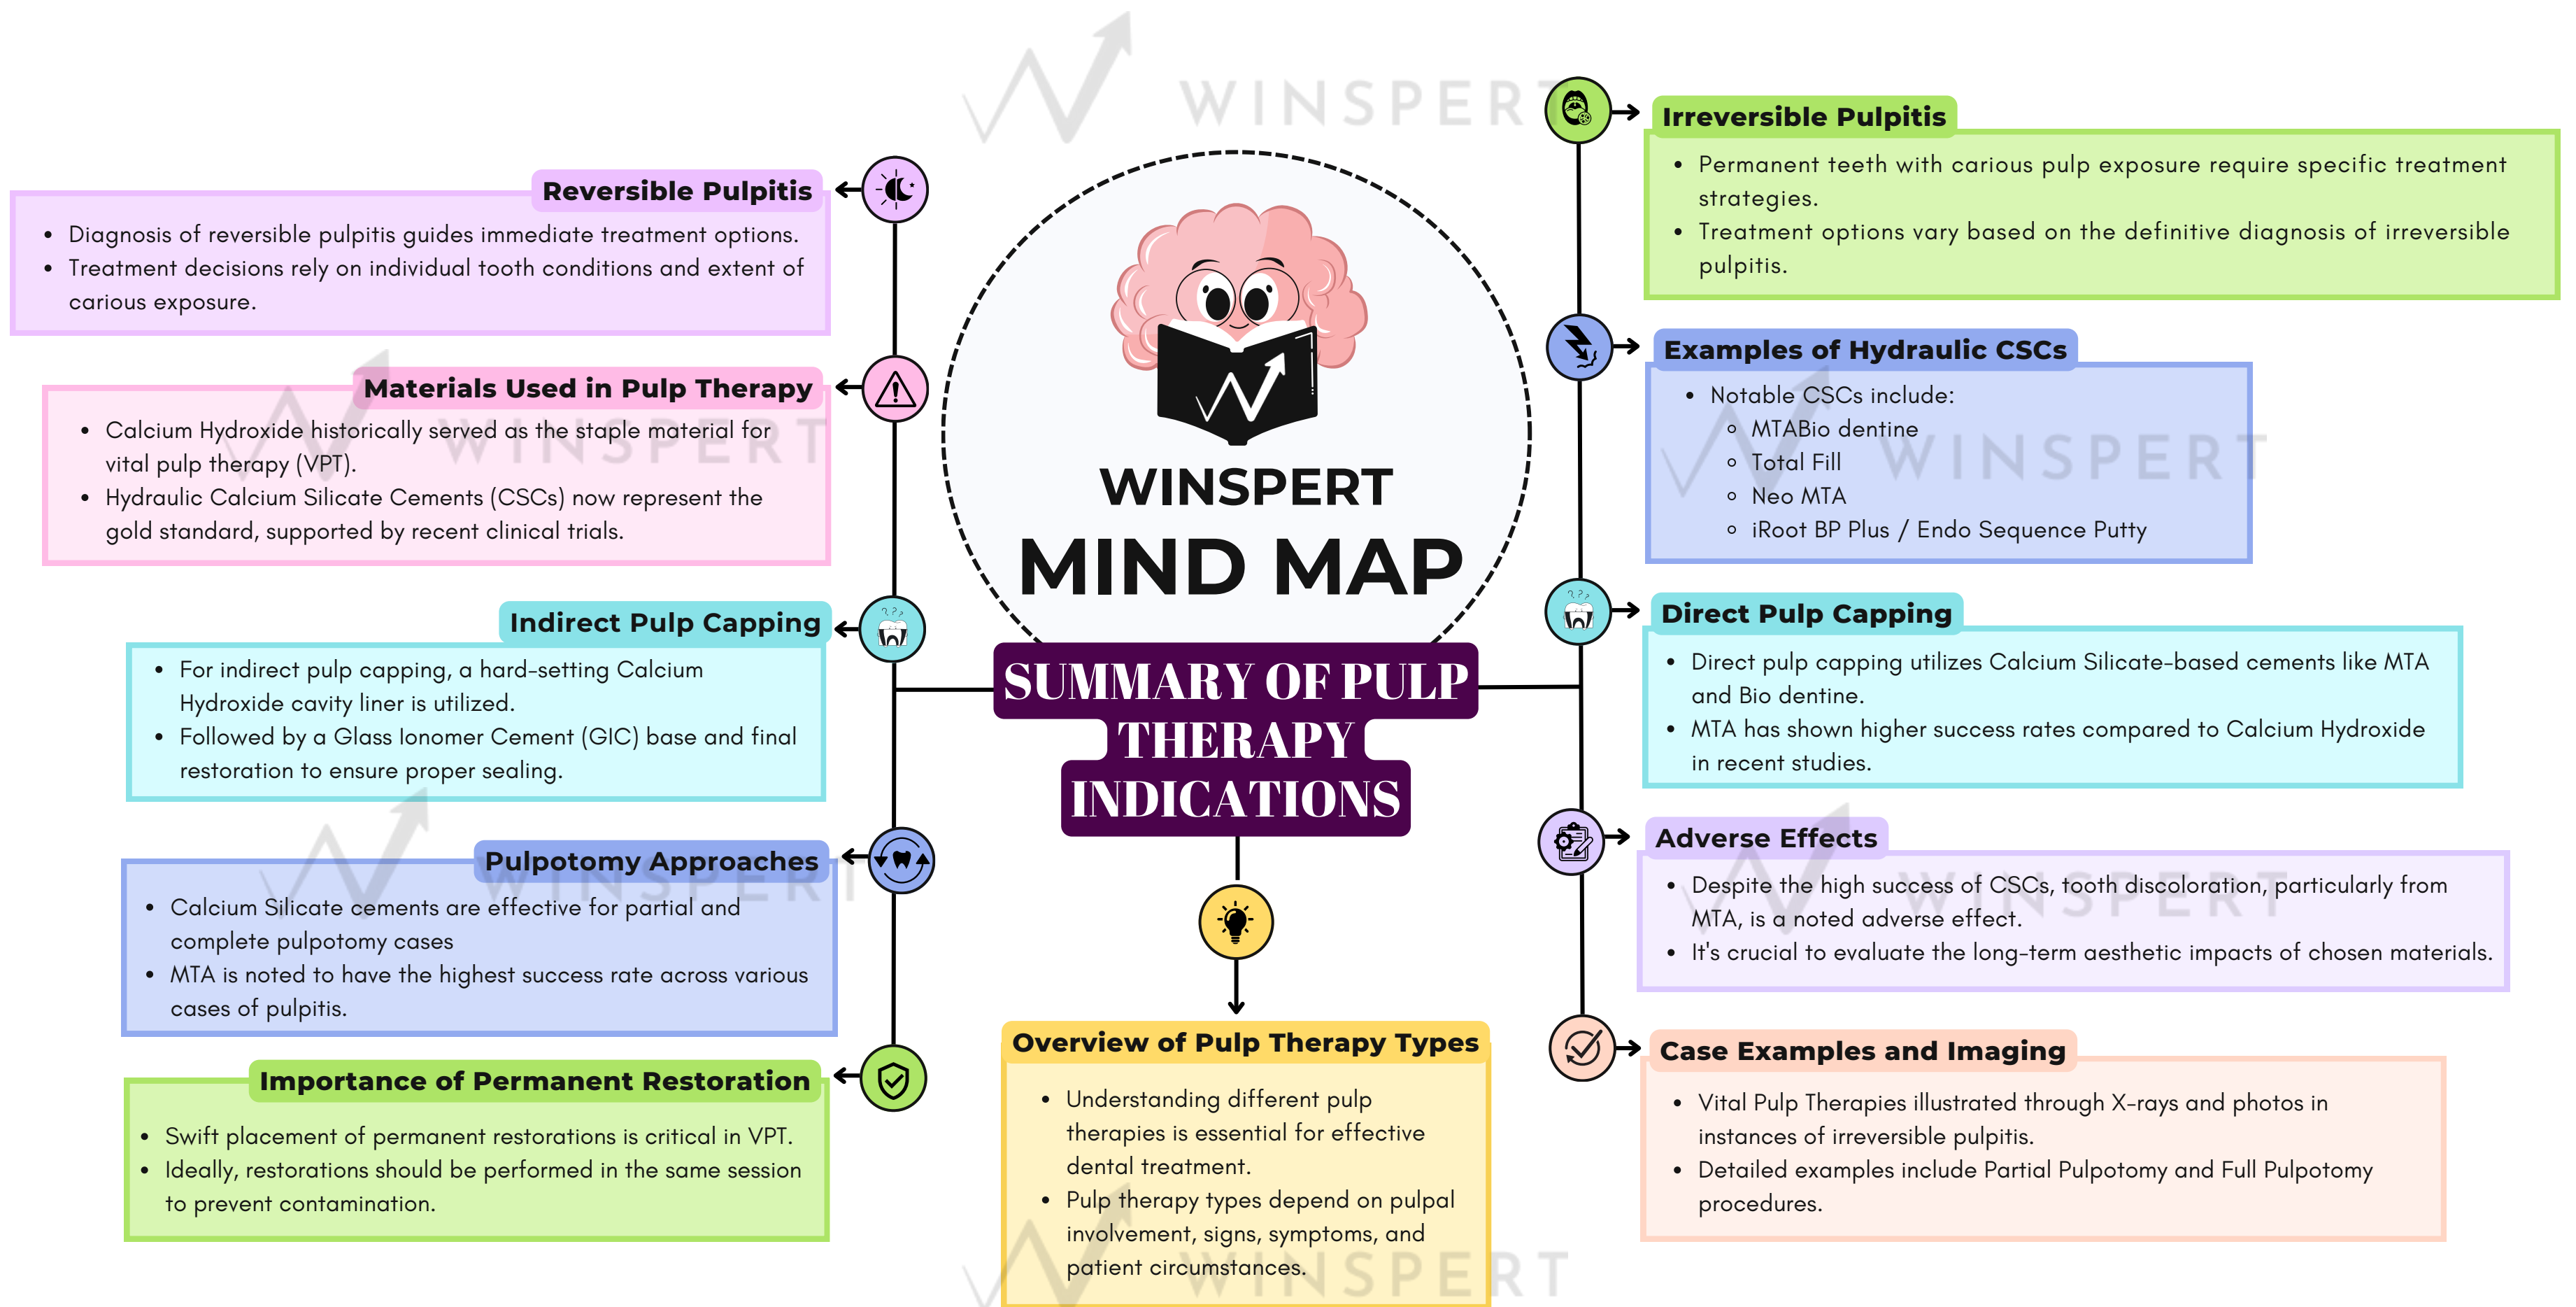 WINSPERT
WINSPERT
MIND MAP
SUMMARY OF PULP
THERAPY
INDICATIONS
Reversible Pulpitis
• Diagnosis of reversible pulpitis guides immediate treatment options.
• Treatment decisions rely on individual tooth conditions and extent of
carious exposure.
Materials Used in Pulp Therapy
WINSPERT
• Calcium Hydroxide historically served as the staple material for
vital pulp therapy (VPT).
• Hydraulic Calcium Silicate Cements (CSCs) now represent the
gold standard, supported by recent clinical trials.
Indirect Pulp Capping
• For indirect pulp capping, a hard-setting Calcium
Hydroxide cavity liner is utilized.
• Followed by a Glass Ionomer Cement (GIC) base and final
restoration to ensure proper sealing.
Pulpotomy Approaches
WINSPERT
• Calcium Silicate cements are effective for partial and
complete pulpotomy cases
• MTA is noted to have the highest success rate across various
cases of pulpitis.
Importance of Permanent Restoration
• Swift placement of permanent restorations is critical in VPT.
• Ideally, restorations should be performed in the same session
to prevent contamination.
Overview of Pulp Therapy Types
• Understanding different pulp
therapies is essential for effective
dental treatment.
• Pulp therapy types depend on pulpal
involvement, signs, symptoms, and
patient circumstances.
WINSPERT
Irreversible Pulpitis
• Permanent teeth with carious pulp exposure require specific treatment
strategies.
• Treatment options vary based on the definitive diagnosis of irreversible
pulpitis.
Examples of Hydraulic CSCs
• Notable CSCs include:
◦ MTABio dentine
◦ Total Fill
◦ Neo MTA
◦ iRoot BP Plus / Endo Sequence Putty
WINSPERT
Direct Pulp Capping
• Direct pulp capping utilizes Calcium Silicate-based cements like MTA
and Bio dentine.
• MTA has shown higher success rates compared to Calcium Hydroxide
in recent studies.
Adverse Effects
• Despite the high success of CSCs, tooth discoloration, particularly from
MTA, is a noted adverse effect.
• It's crucial to evaluate the long-term aesthetic impacts of chosen materials.
WINSPERT
Case Examples and Imaging
• Vital Pulp Therapies illustrated through X-rays and photos in
instances of irreversible pulpitis.
• Detailed examples include Partial Pulpotomy and Full Pulpotomy
procedures.